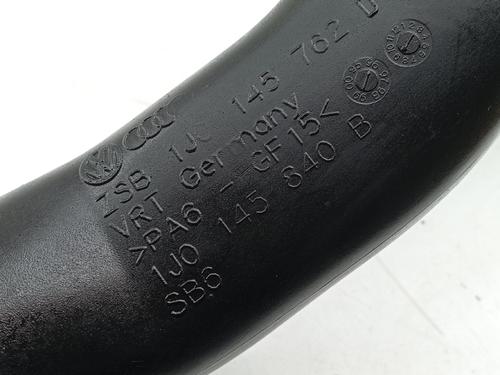 ZSB 1J0 145 762 D
VRT Germany
>PA6 - GF15<
1J0 145 840 B
SB6